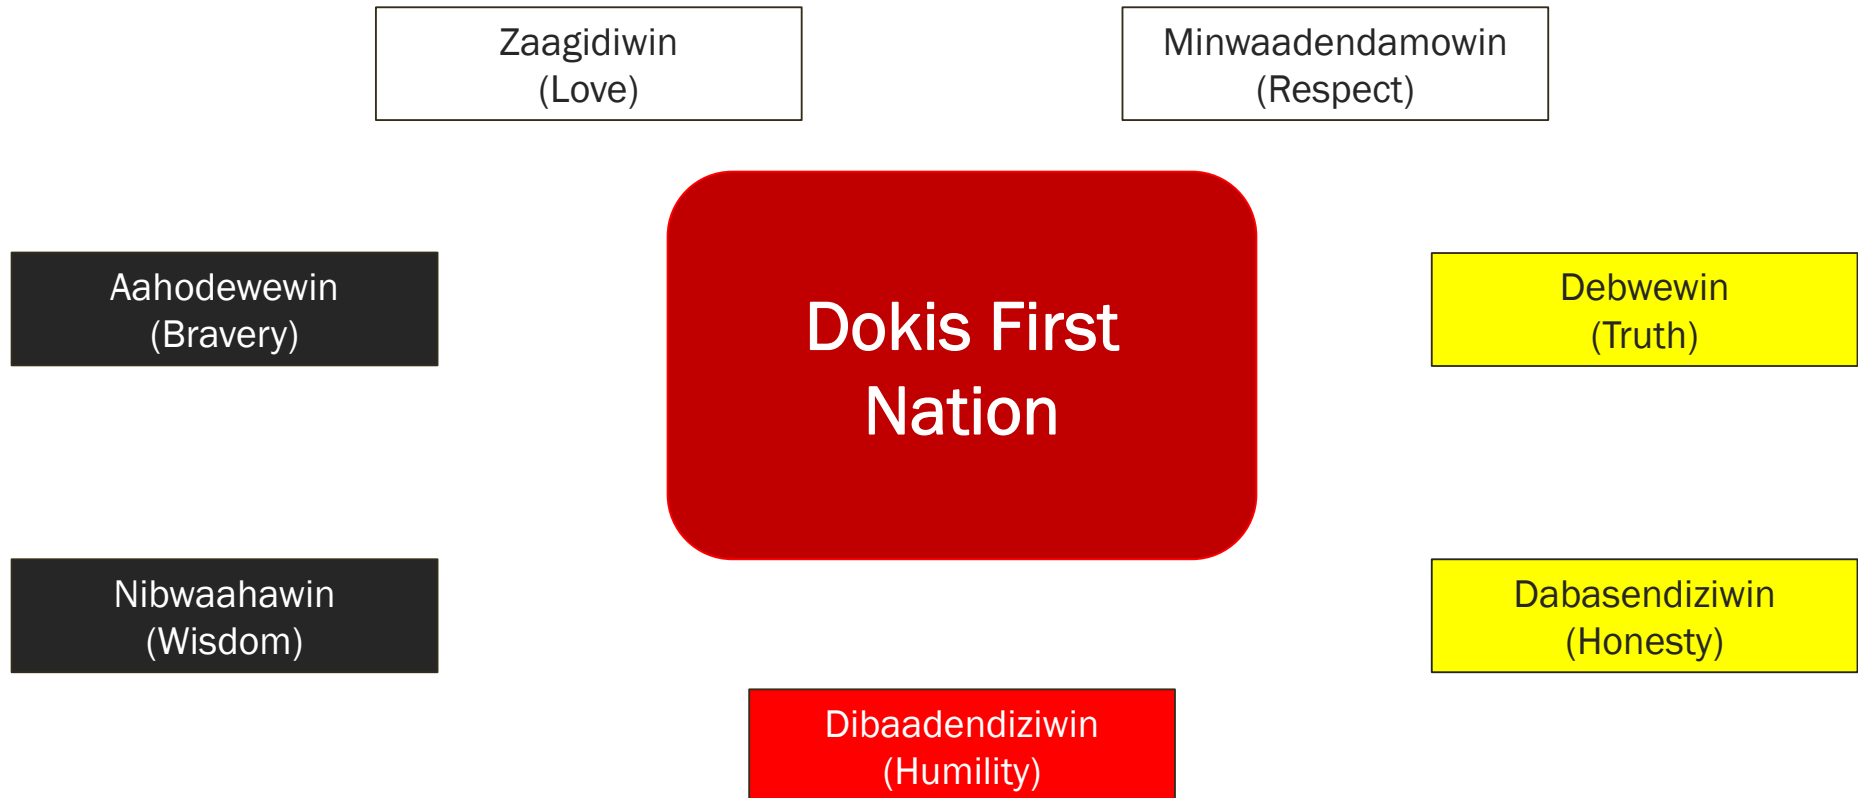 Zaagidiwin
(Love)
Minwaadendamowin
(Respect)
Aahodewewin
(Bravery)
Dokis First
Nation
Debwewin
(Truth)
Nibwaahawin
(Wisdom)
Dabasendiziwin
(Honesty)
Dibaadendiziwin
(Humility)